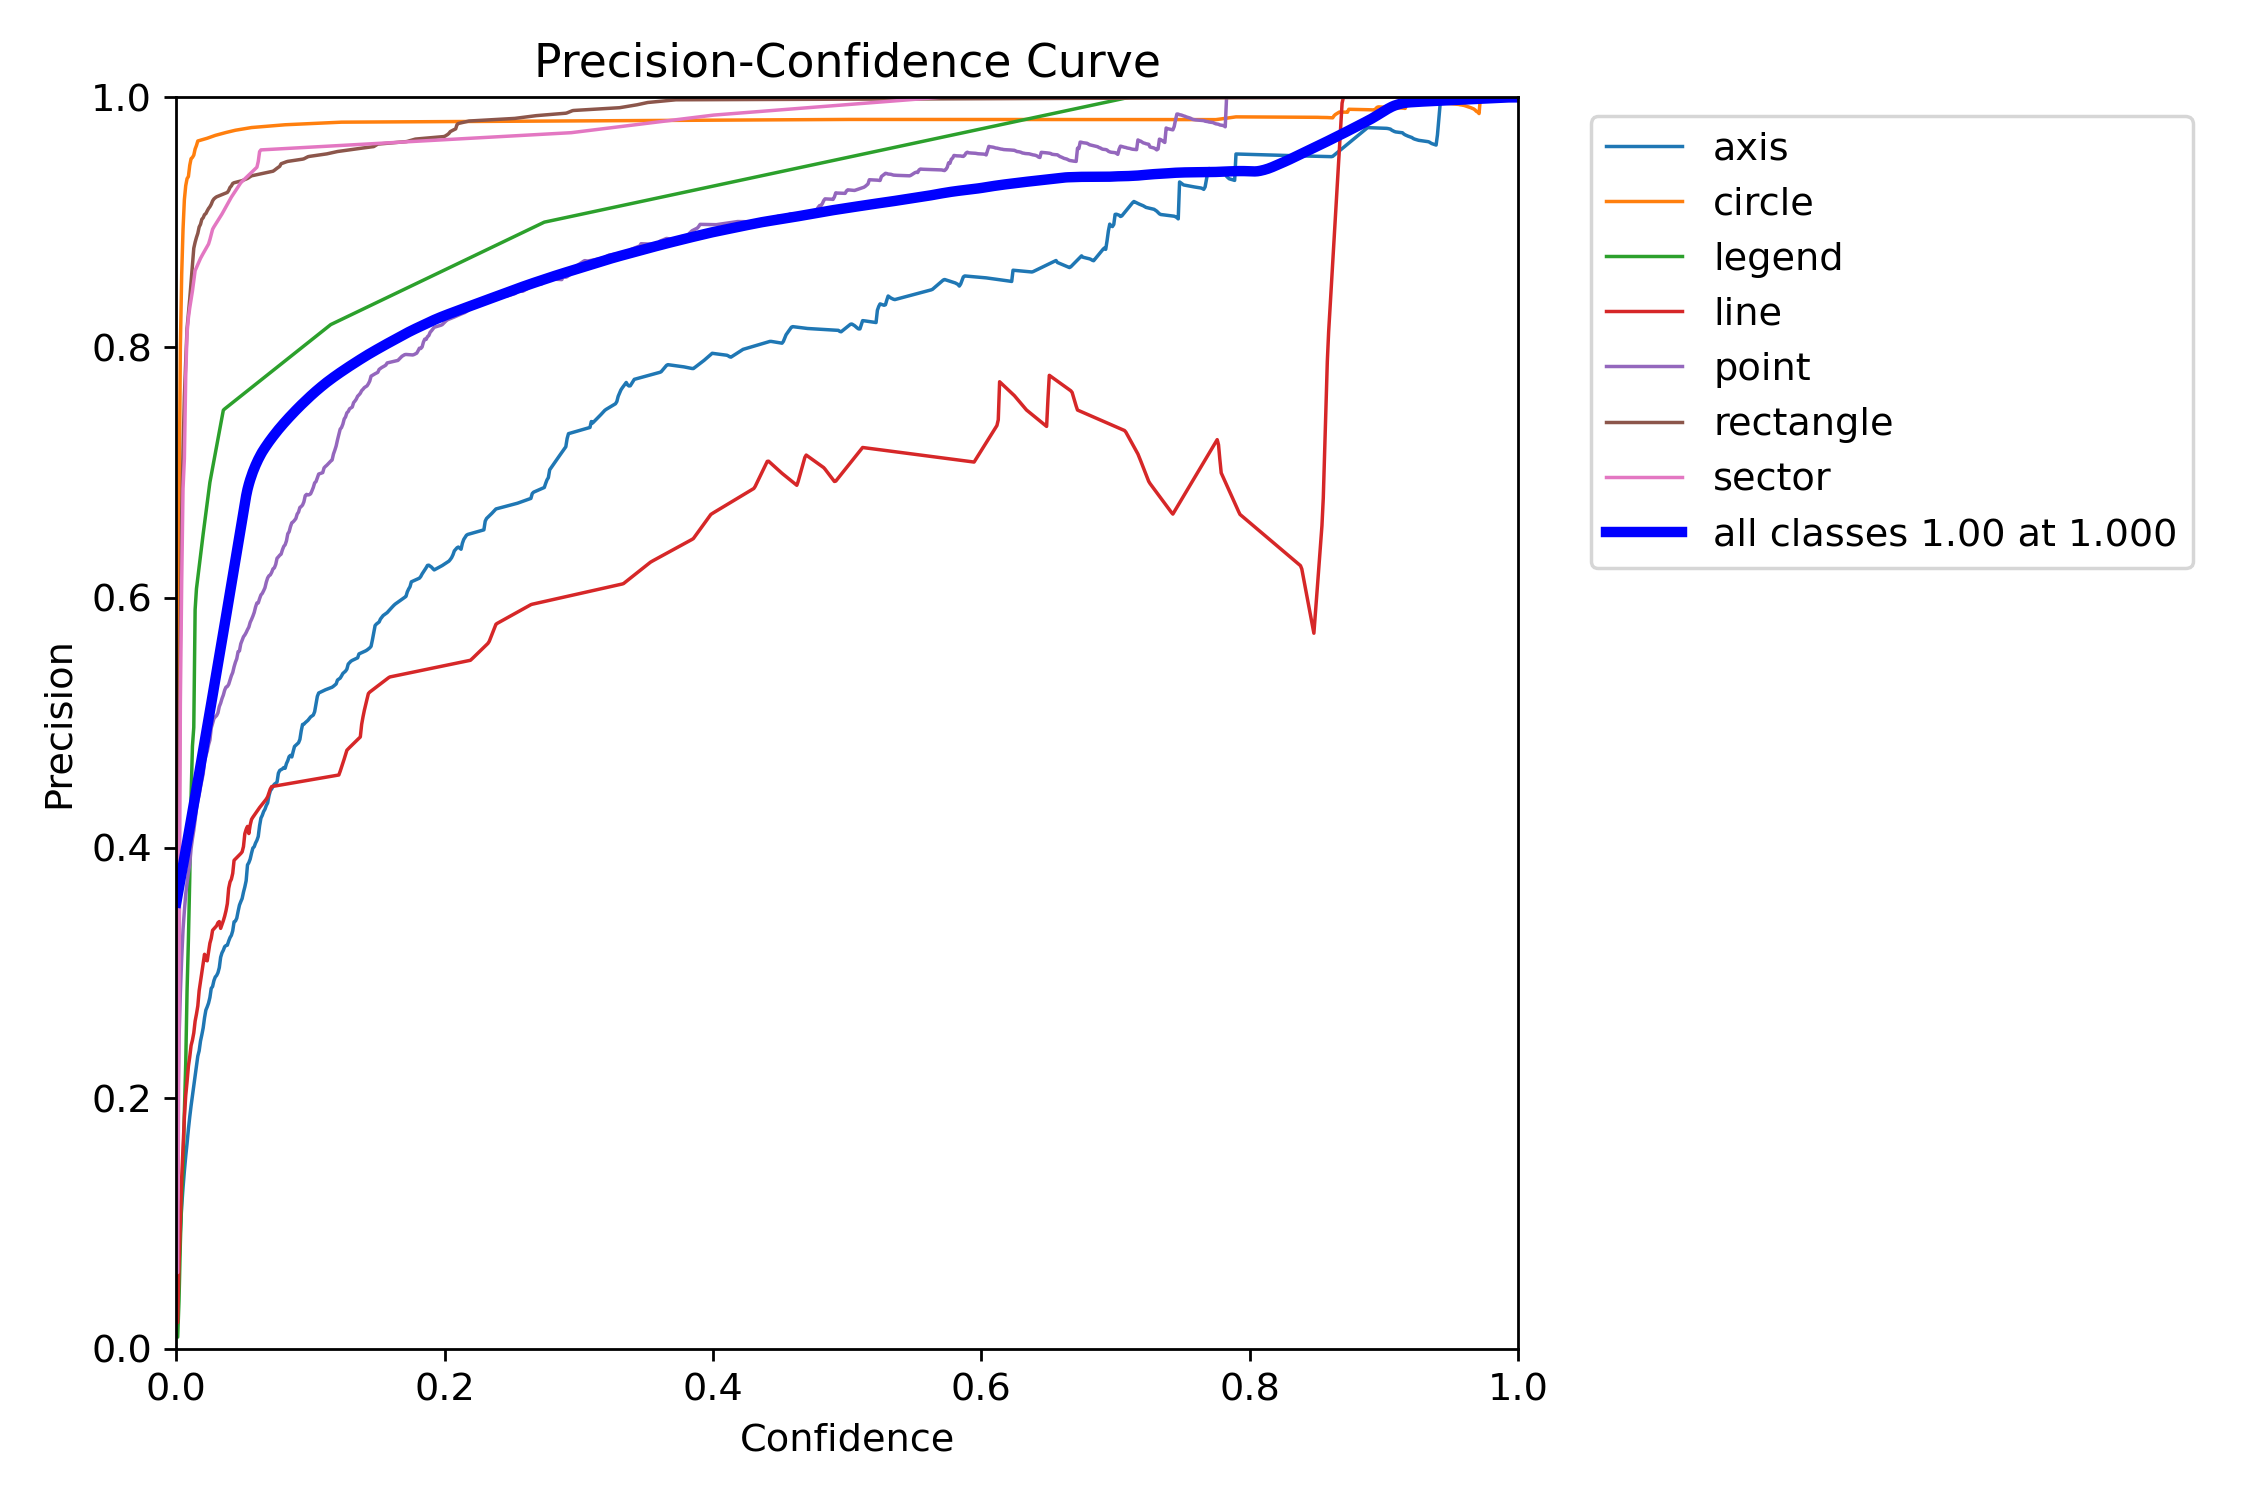 Precision-Confidence Curve
1.0
0.8
0.6
0.4
0.2
0.0
Precision
0.0 0.2 0.4 0.6 0.8 1.0
Confidence
axis
circle
legend
line
point
rectangle
sector
all classes 1.00 at 1.000